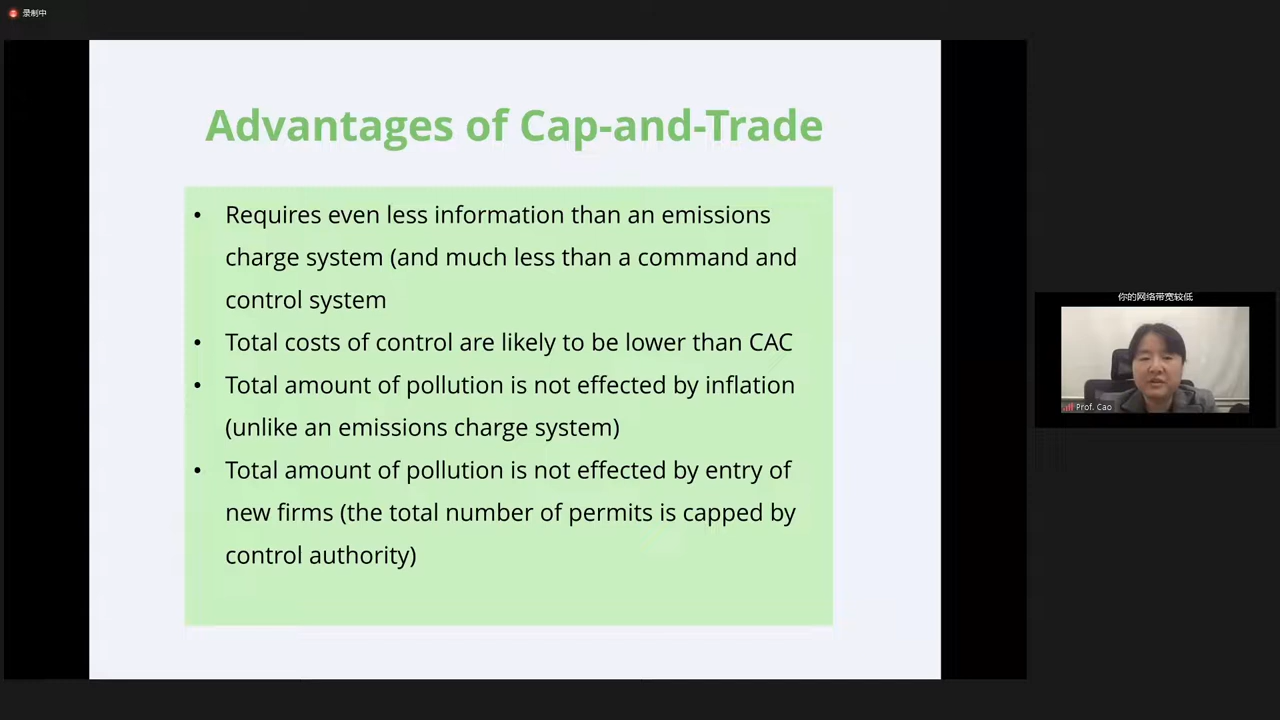 录制中
Advantages of Cap-and-Trade
• Requires even less information than an emissions
charge system (and much less than a command and
control system
• Total costs of control are likely to be lower than CAC
• Total amount of pollution is not effected by inflation
(unlike an emissions charge system)
• Total amount of pollution is not effected by entry of
new firms (the total number of permits is capped by
control authority)
你的网络带宽较低
Prof. Cao